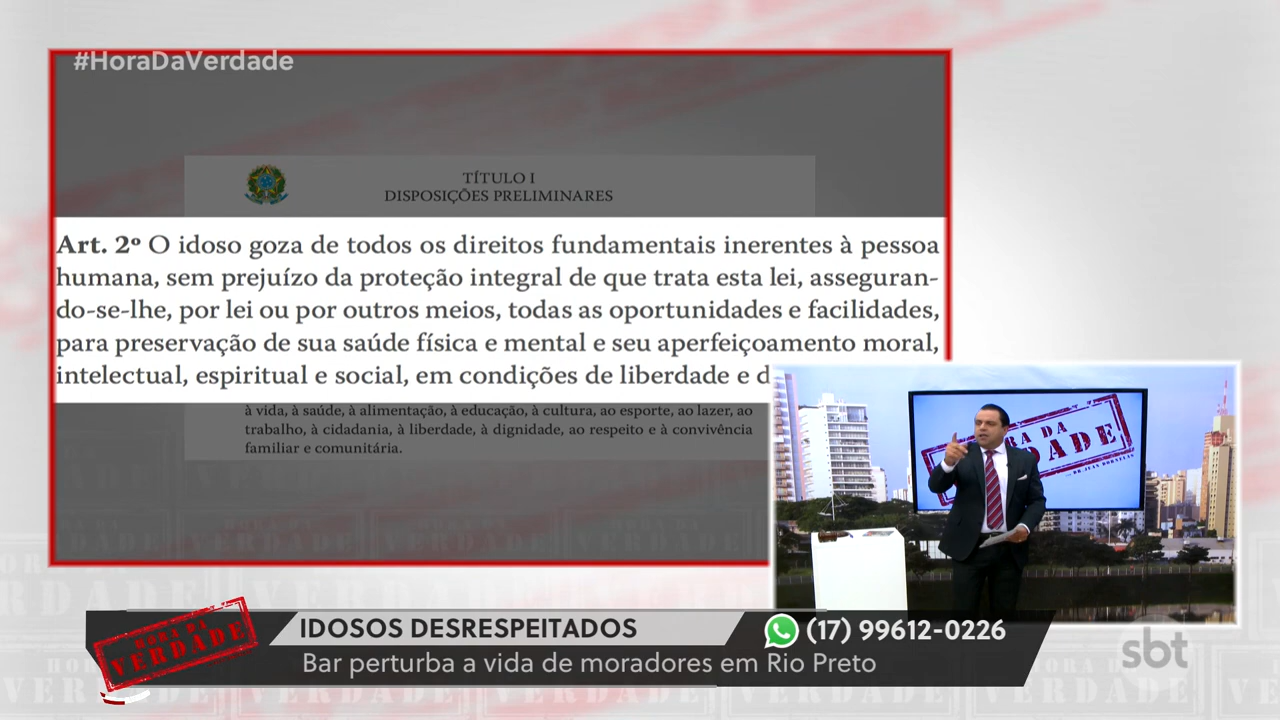 #HoraDaVerdade
TÍTULO I
DISPOSIÇÕES PRELIMINARES
Art. 2º O idoso goza de todos os direitos fundamentais inerentes à pessoa
humana, sem prejuízo da proteção integral de que trata esta lei, asseguran-
do-se-lhe, por lei ou por outros meios, todas as oportunidades e facilidades,
para preservação de sua saúde física e mental e seu aperfeiçoamento moral,
intelectual, espiritual e social, em condições de liberdade e d
à vida, à saúde, à alimentação, à educação, à cultura, ao esporte, ao lazer, ao
trabalho, à cidadania, à liberdade, à dignidade, ao respeito e à convivência
familiar e comunitária.
HORA DA
VERDADE
IDOSOS DESRESPEITADOS
(17) 99612-0226
Bar perturba a vida de moradores em Rio Preto
sbt